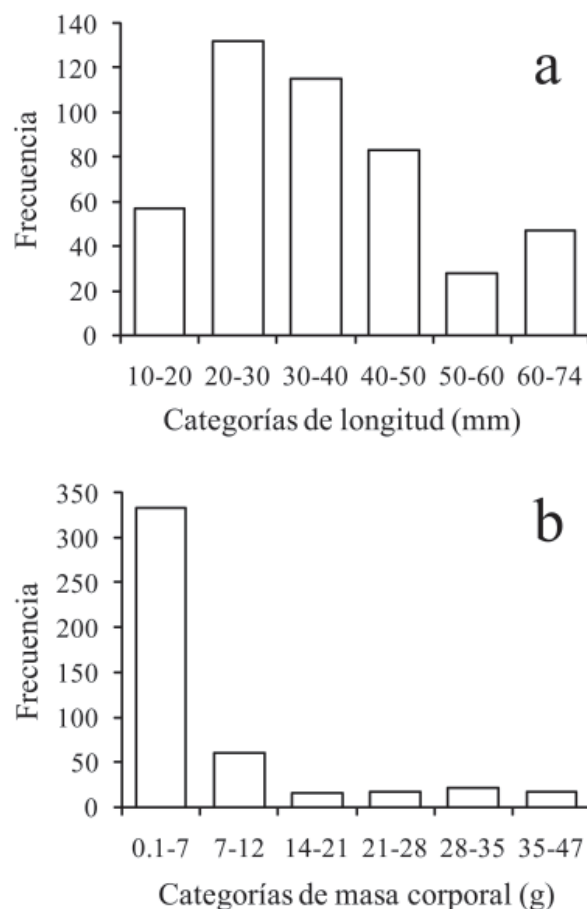 140
120
100
80
60
40
20
0
Frecuencia
a
10-20 20-30 30-40 40-50 50-60 60-74
Categorías de longitud (mm)
350
300
250
200
150
100
50
0
Frecuencia
b
0.1-7 7-12 14-21 21-28 28-35 35-47
Categorías de masa corporal (g)